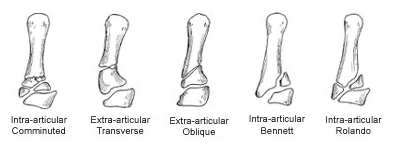 Intra-articular
Comminuted
Extra-articular
Transverse
Extra-articular
Oblique
Intra-articular
Bennett
Intra-articular
Rolando